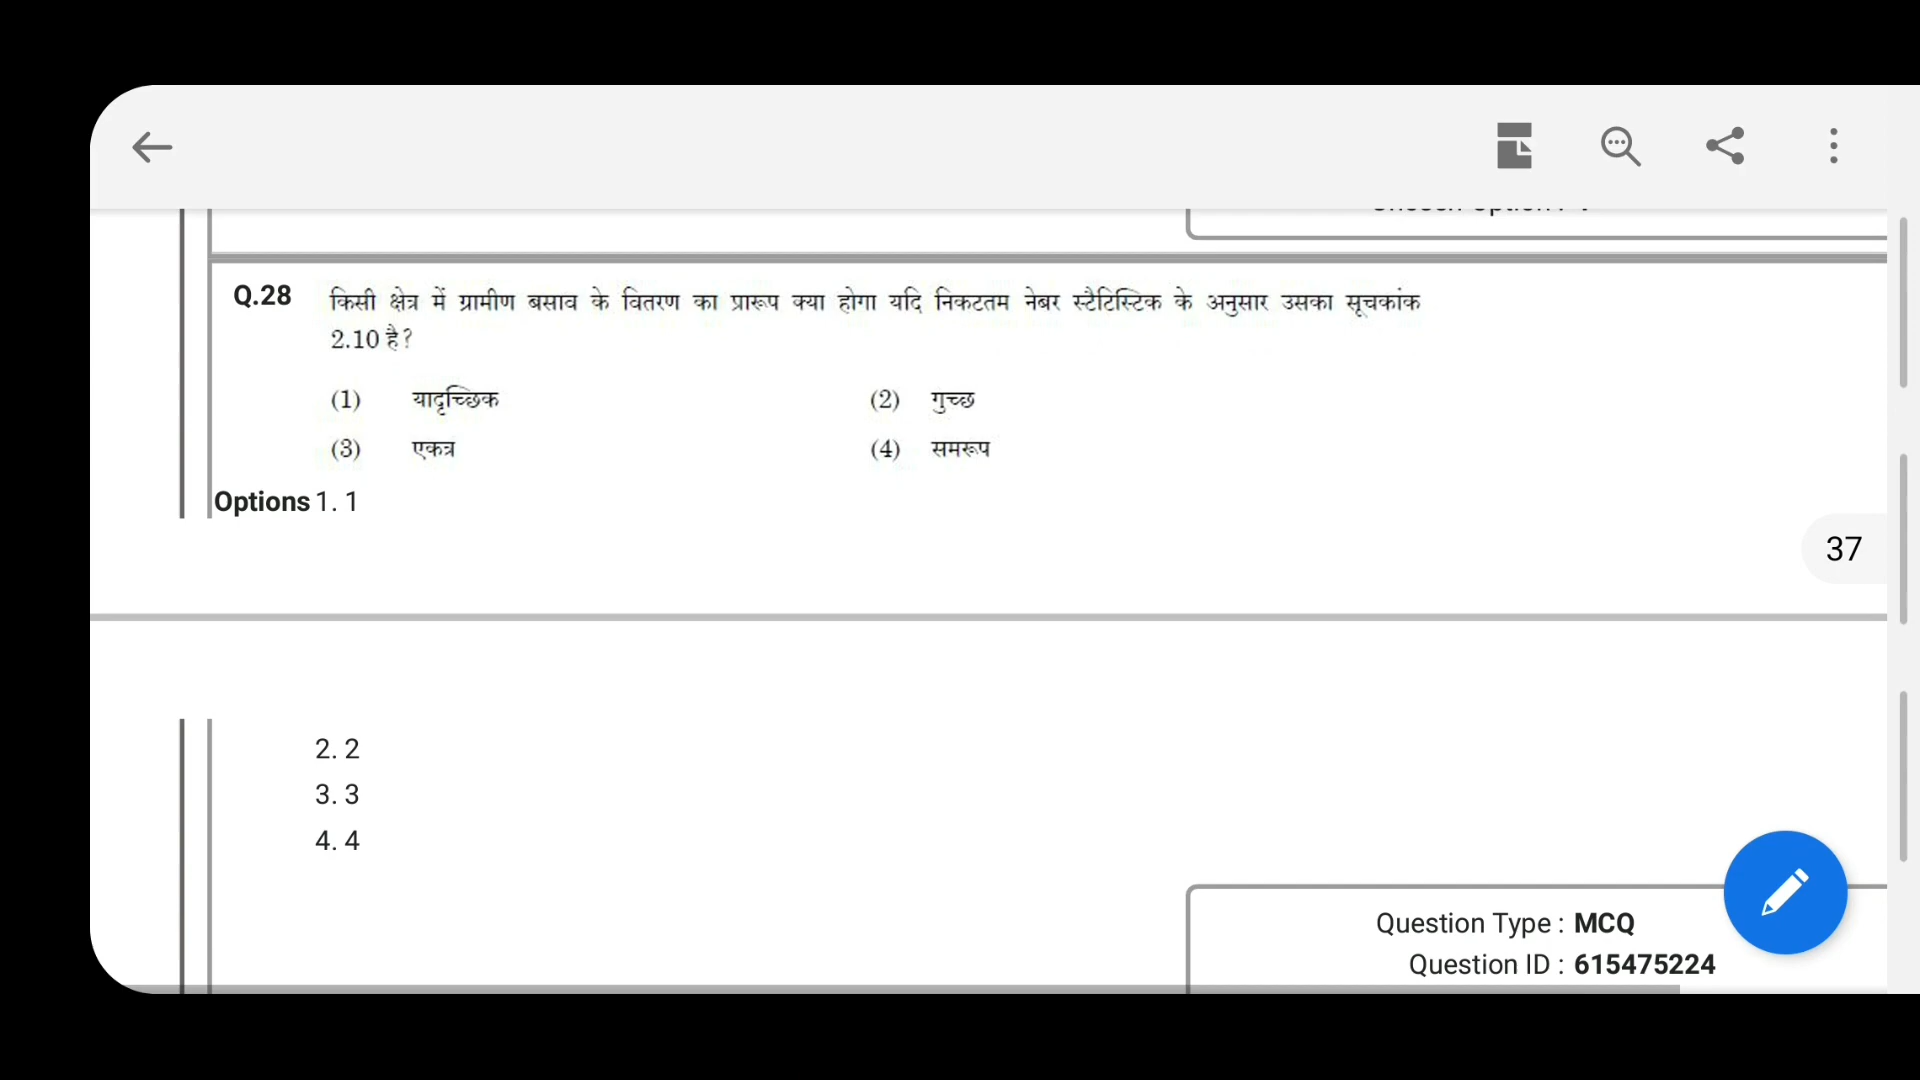 Q.28 किसी क्षेत्र में ग्रामीण बसाव के वितरण का प्रारूप क्या होगा यदि निकटतम नेबर स्टैटिस्टिक के अनुसार उसका सूचकांक
2.10 है?
(1) यादृच्छिक (2) गुच्छ
(3) एकत्र (4) समरूप
Options 1. 1
37
2. 2
3. 3
4. 4
Question Type : MCQ
Question ID : 615475224